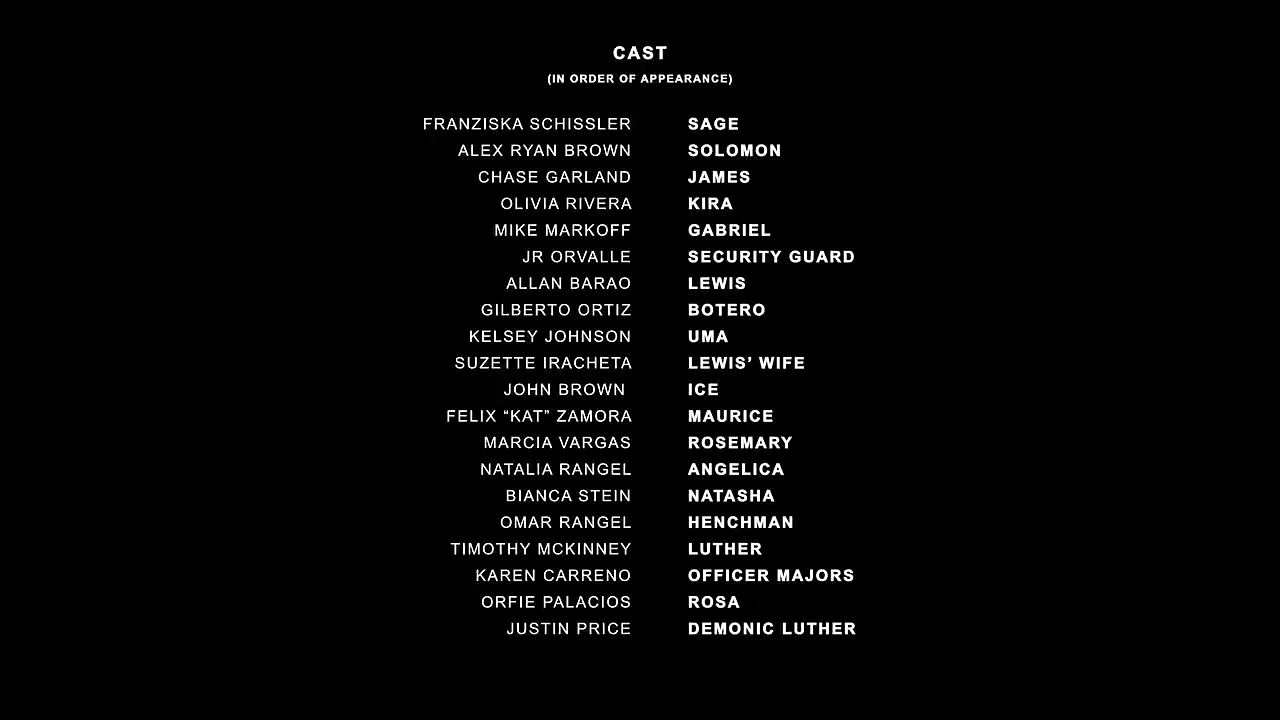 CAST
(IN ORDER OF APPEARANCE)
FRANZISKA SCHISSLER SAGE
ALEX RYAN BROWN SOLOMON
CHASE GARLAND JAMES
OLIVIA RIVERA KIRA
MIKE MARKOFF GABRIEL
JR ORVALLE SECURITY GUARD
ALLAN BARAO LEWIS
GILBERTO ORTIZ BOTERO
KELSEY JOHNSON UMA
SUZETTE IRACHETA LEWIS’ WIFE
JOHN BROWN ICE
FELIX “KAT” ZAMORA MAURICE
MARCIA VARGAS ROSEMARY
NATALIA RANGEL ANGELICA
BIANCA STEIN NATASHA
OMAR RANGEL HENCHMAN
TIMOTHY MCKINNEY LUTHER
KAREN CARRENO OFFICER MAJORS
ORFIE PALACIOS ROSA
JUSTIN PRICE DEMONIC LUTHER